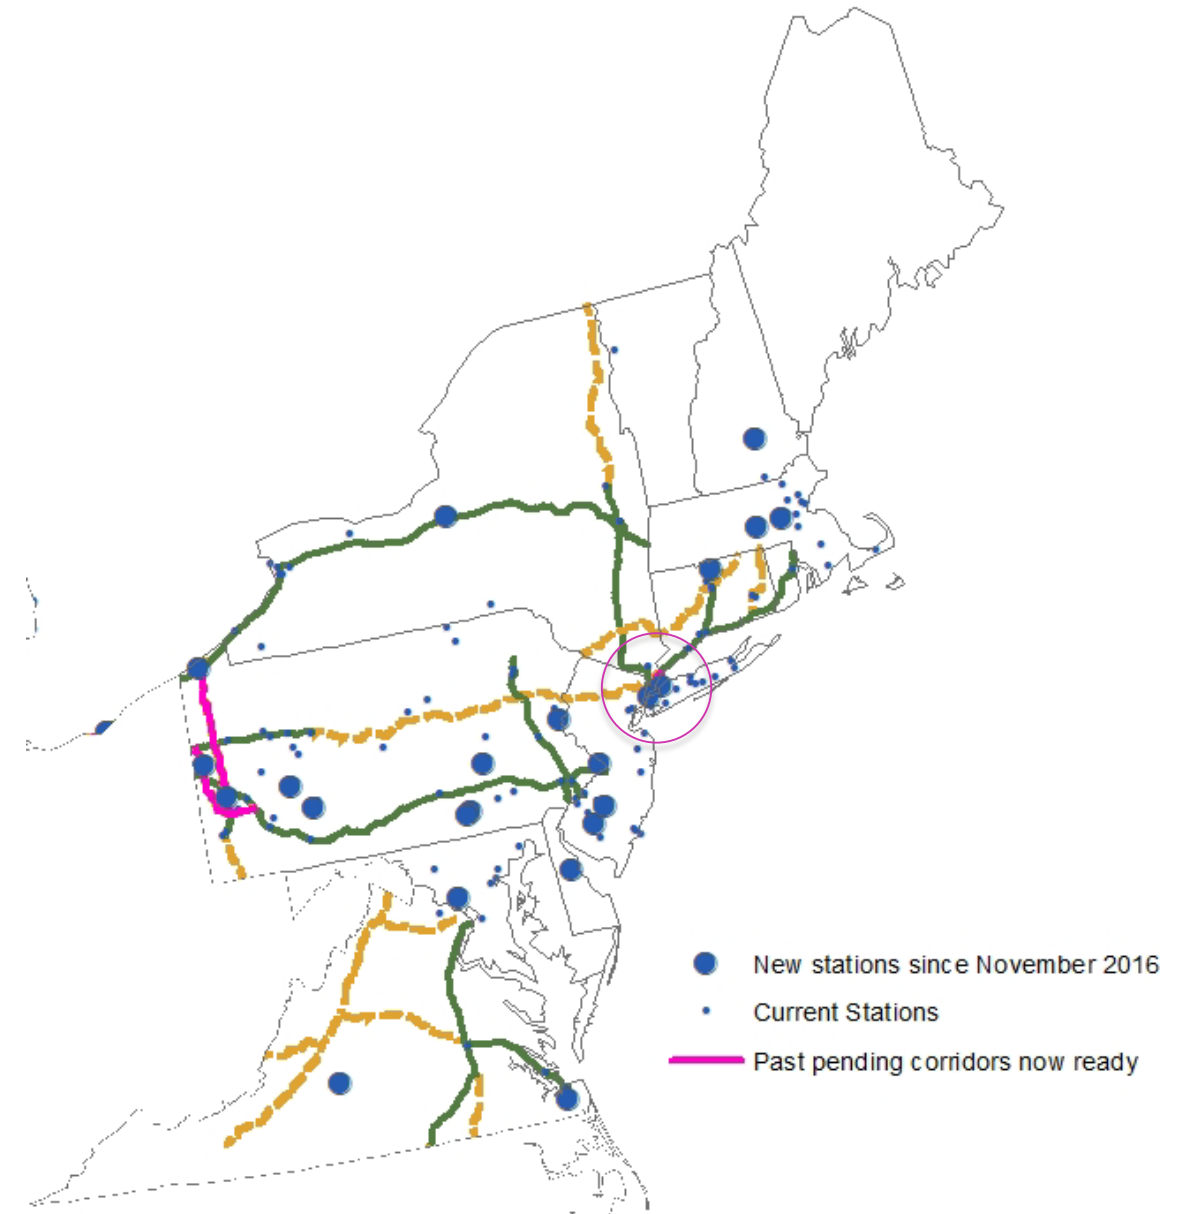 New stations since November 2016
Current Stations
Past pending corridors now ready